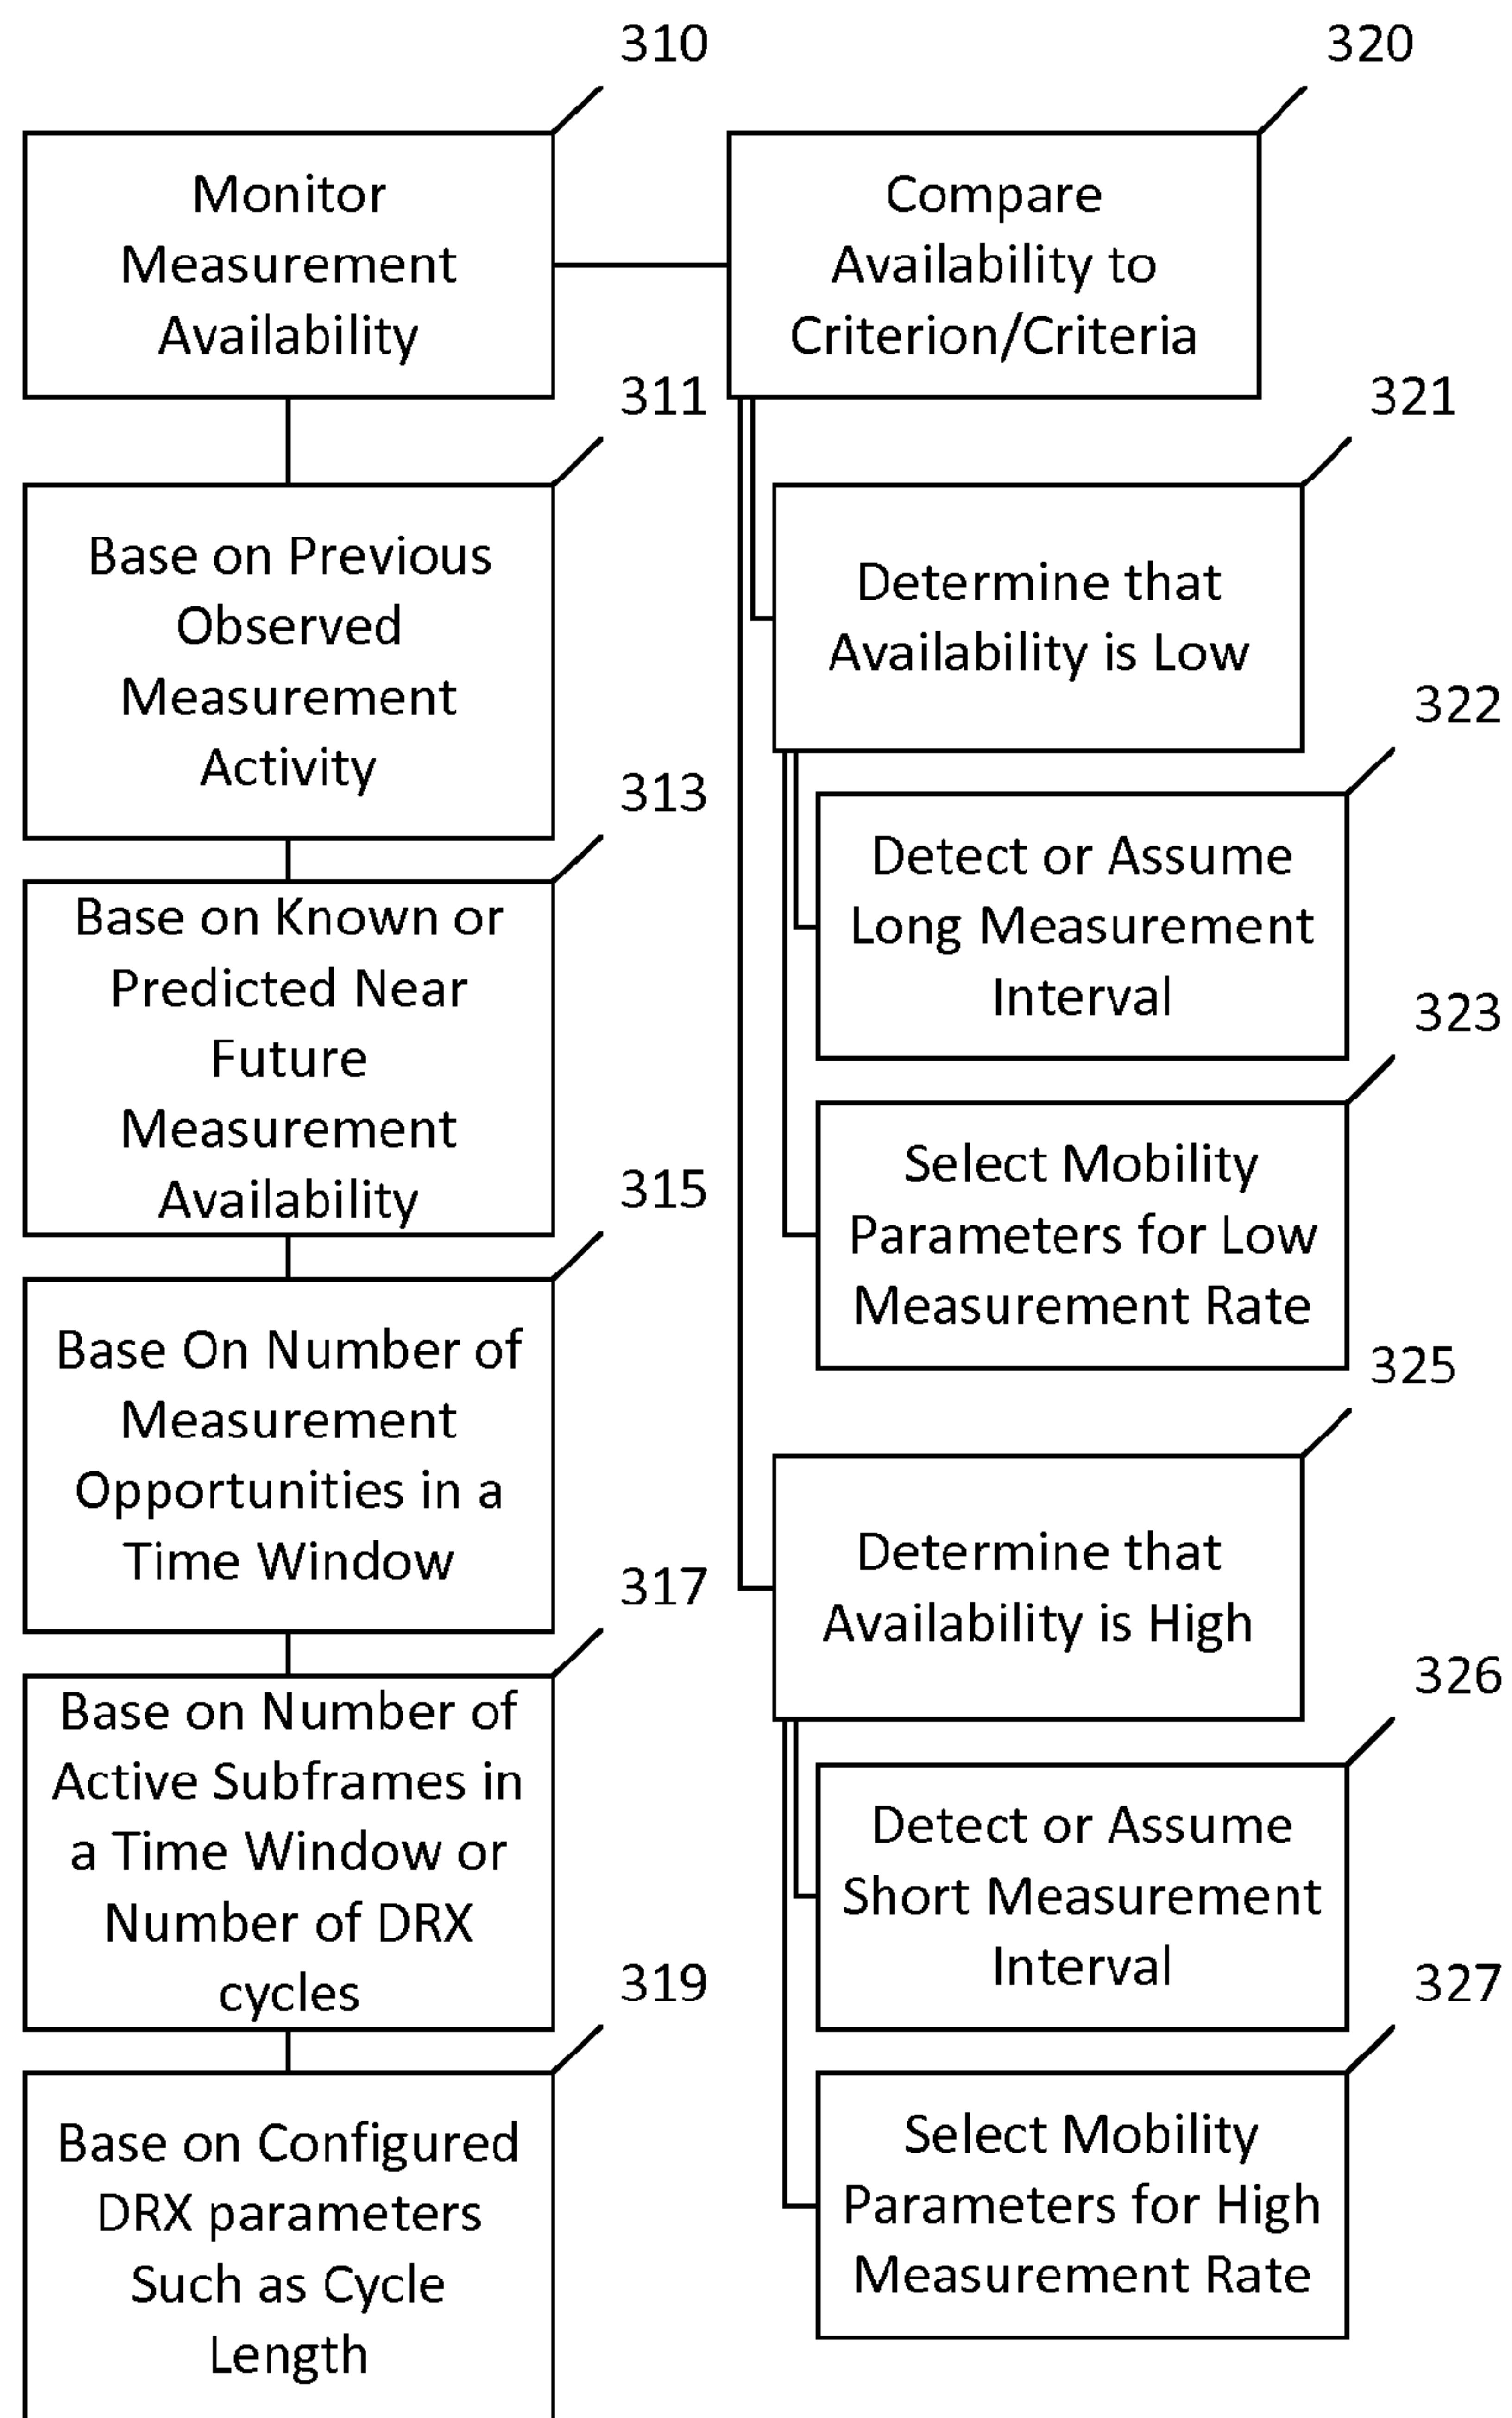 310
Monitor
Measurement
Availability
311
Base on Previous
Observed
Measurement
Activity
313
Base on Known or
Predicted Near
Future
Measurement
Availability
315
Base On Number of
Measurement
Opportunities in a
Time Window
317
Base on Number of
Active Subframes in
a Time Window or
Number of DRX
cycles
319
Base on Configured
DRX parameters
Such as Cycle
Length
320
Compare
Availability to
Criterion/Criteria
321
Determine that
Availability is Low
322
Detect or Assume
Long Measurement
Interval
323
Select Mobility
Parameters for Low
Measurement Rate
325
Determine that
Availability is High
326
Detect or Assume
Short Measurement
Interval
327
Select Mobility
Parameters for High
Measurement Rate